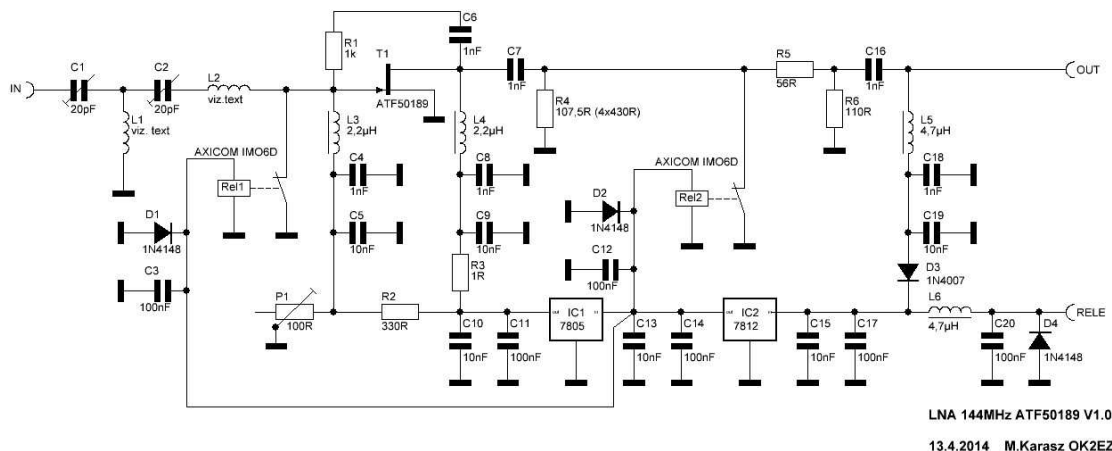 C6
1nF
R1
1k
T1
ATF50189
C7
1nF
R5
56R
C16
1nF
IN
C1
20pF
C2
20pF
L2
viz.text
OUT
L1
viz. text
R4
107,5R (4x430R)
R6
110R
L3
2,2µH
L4
2,2µH
L5
4,7µH
AXICOM IMO6D
Rel1
C4
1nF
C8
1nF
AXICOM IMO6D
Rel2
C18
1nF
D1
1N4148
C5
10nF
C9
10nF
D2
1N4148
C19
10nF
C3
100nF
R3
1R
C12
100nF
D3
1N4007
P1
100R
R2
330R
IC1
7805
IC2
7812
L6
4,7µH
RELE
C10
10nF
C11
100nF
C13
10nF
C14
100nF
C15
10nF
C17
100nF
C20
100nF
D4
1N4148
LNA 144MHz ATF50189 V1.0
13.4.2014 M.Karasz OK2EZ